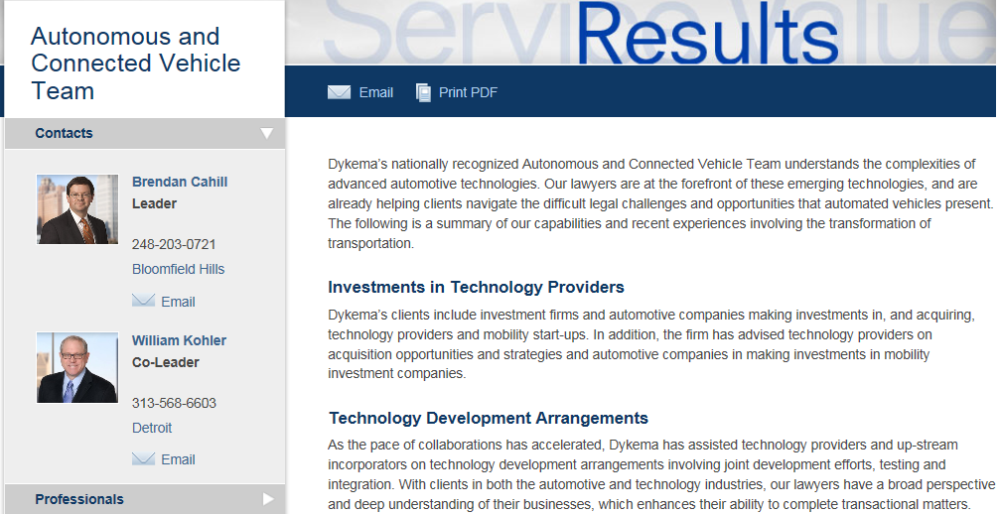 Service Value
Results
Autonomous and
Connected Vehicle
Team
Email
Print PDF
Contacts
Brendan Cahill
Leader
248-203-0721
Bloomfield Hills
Email
William Kohler
Co-Leader
313-568-6603
Detroit
Email
Professionals
Dykema's nationally recognized Autonomous and Connected Vehicle Team understands the complexities of
advanced automotive technologies. Our lawyers are at the forefront of these emerging technologies, and are
already helping clients navigate the difficult legal challenges and opportunities that automated vehicles present.
The following is a summary of our capabilities and recent experiences involving the transformation of
transportation.
Investments in Technology Providers
Dykema's clients include investment firms and automotive companies making investments in, and acquiring,
technology providers and mobility start-ups. In addition, the firm has advised technology providers on
acquisition opportunities and strategies and automotive companies in making investments in mobility
investment companies.
Technology Development Arrangements
As the pace of collaborations has accelerated, Dykema has assisted technology providers and up-stream
incorporators on technology development arrangements involving joint development efforts, testing and
integration. With clients in both the automotive and technology industries, our lawyers have a broad perspective
and deep understanding of their businesses, which enhances their ability to complete transactional matters.